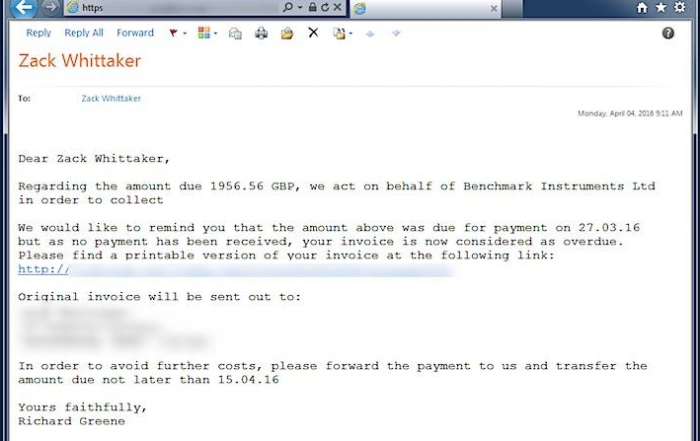 https
Reply Reply All Forward
Zack Whittaker
To: Zack Whittaker
Monday, April 04, 2016 9:11 AM
Dear Zack Whittaker,
Regarding the amount due 1956.56 GBP, we act on behalf of Benchmark Instruments Ltd
in order to collect
We would like to remind you that the amount above was due for payment on 27.03.16
but as no payment has been received, your invoice is now considered as overdue.
Please find a printable version of your invoice at the following link:
http://
Original invoice will be sent out to:
In order to avoid further costs, please forward the payment to us and transfer the
amount due not later than 15.04.16
Yours faithfully,
Richard Greene